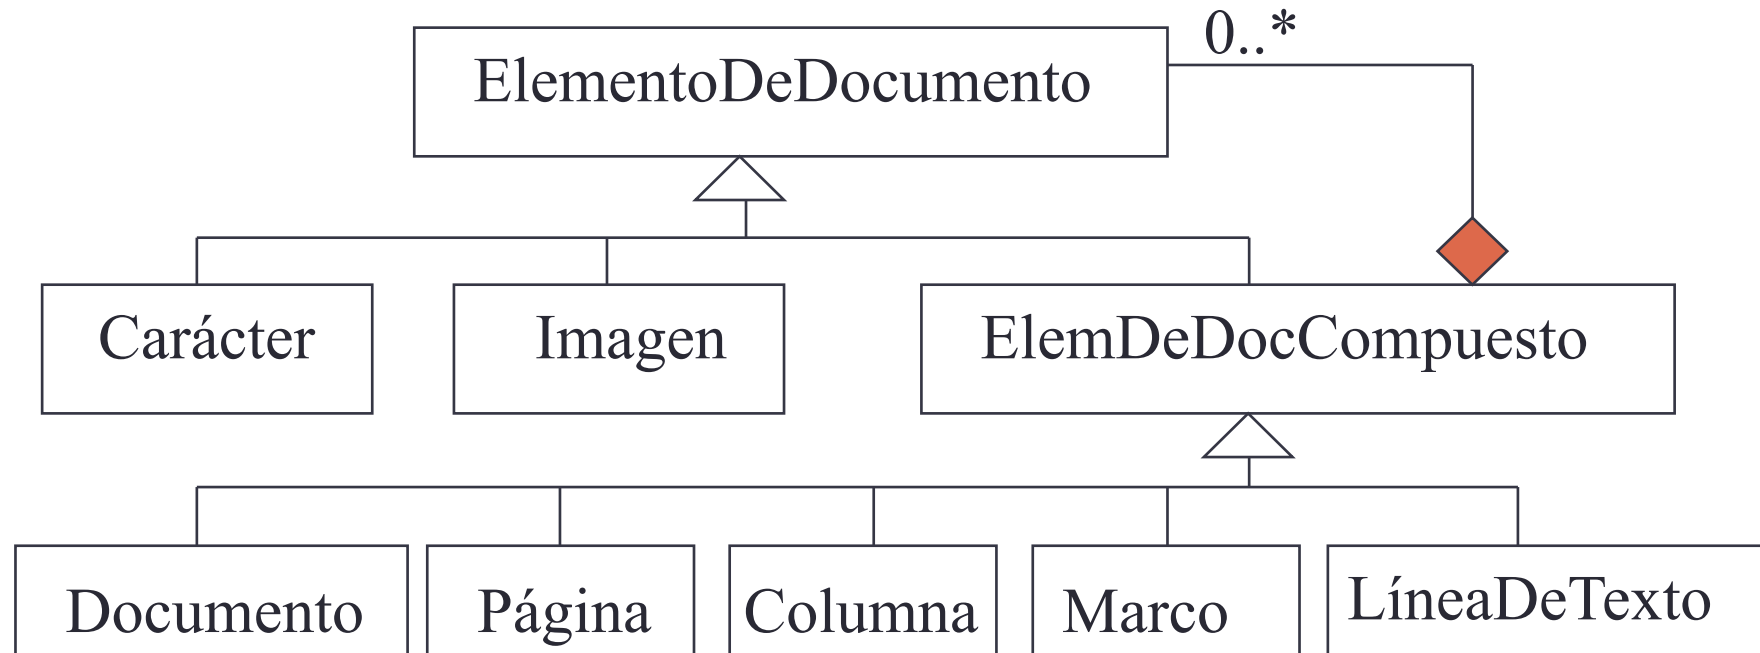 0..*
ElementoDeDocumento
Carácter
Imagen
ElemDeDocCompuesto
Documento
Página
Columna
Marco
LíneaDeTexto